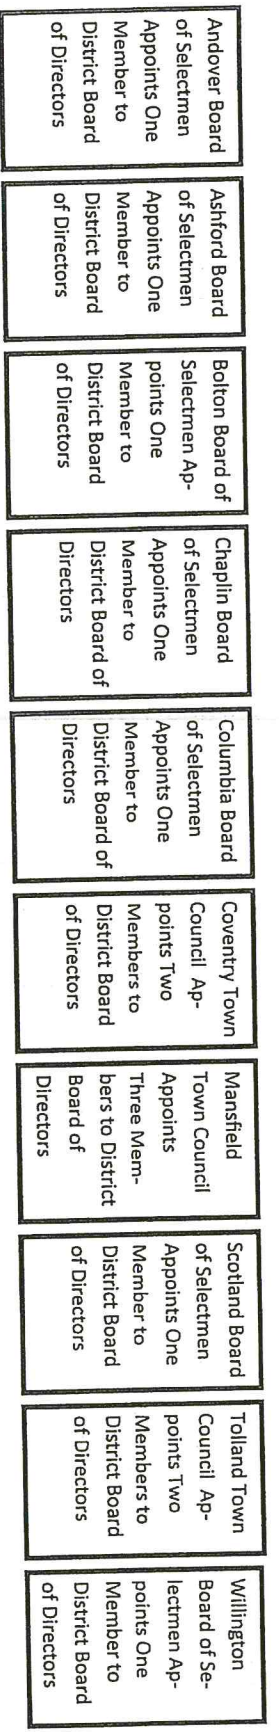 Andover Board
of Selectmen
Appoints One
Member to
District Board
of Directors
Ashford Board
of Selectmen
Appoints One
Member to
District Board
of Directors
Bolton Board of
Selectmen Ap-
points One
Member to
District Board
of Directors
Chaplin Board
of Selectmen
Appoints One
Member to
District Board of
Directors
Columbia Board
of Selectmen
Appoints One
Member to
District Board of
Directors
Coventry Town
Council Ap-
points Two
Members to
District Board
of Directors
Mansfield
Town Council
Appoints
Three Mem-
bers to District
Board of
Directors
Scotland Board
of Selectmen
Appoints One
Member to
District Board
of Directors
Tolland Town
Council Ap-
points Two
Members to
District Board
of Directors
Willington
Board of Se-
lectmen Ap-
points One
Member to
District Board
of Directors